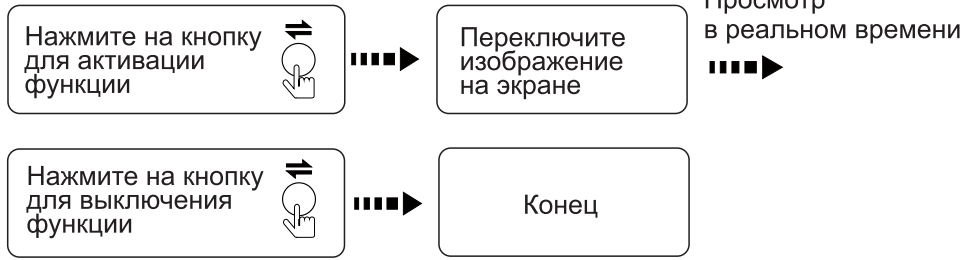 Просмотр
в реальном времени
Нажмите на кнопку
для активации
функции
Переключите
изображение
на экране
Нажмите на кнопку
для выключения
функции
Конец